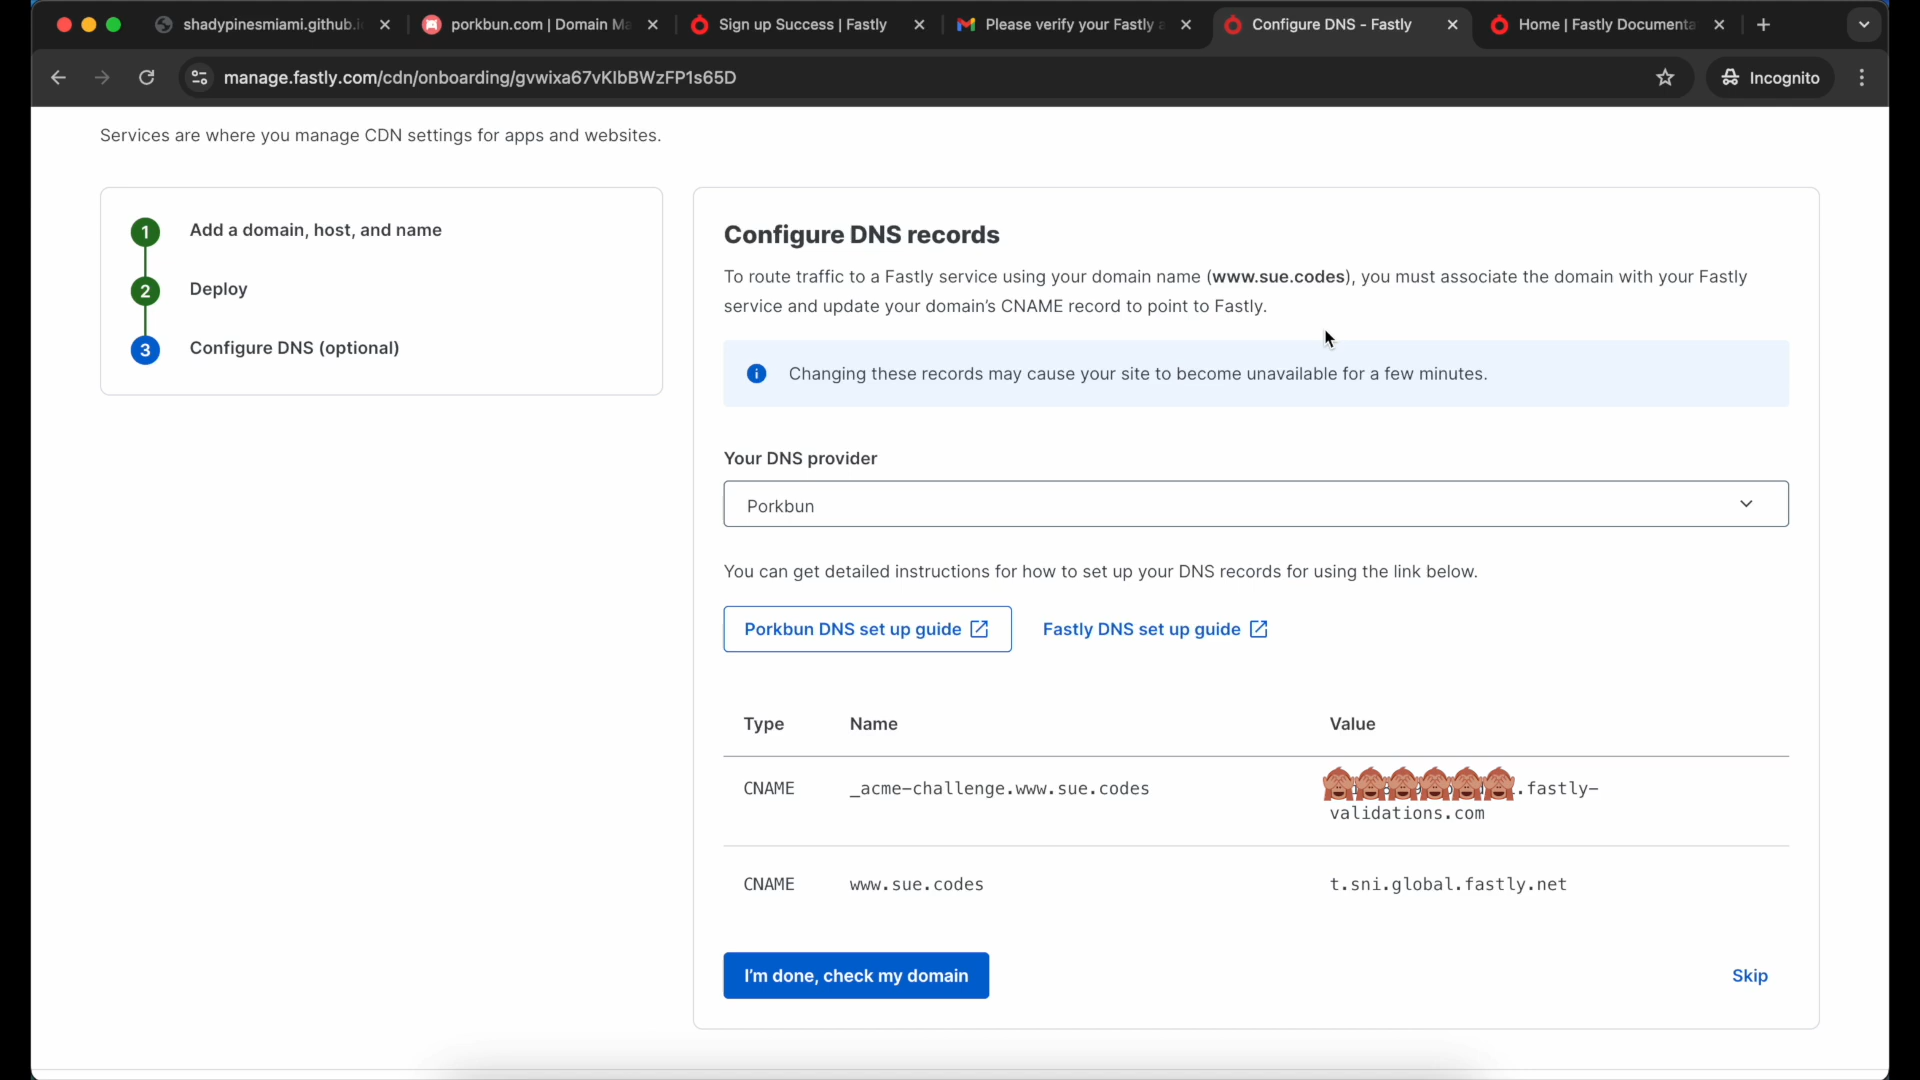 shadypinesmiami.github.i
porkbun.com | Domain Ma
Sign up Success | Fastly
Please verify your Fastly a
Configure DNS - Fastly
Home | Fastly Documenta
manage.fastly.com/cdn/onboarding/gvwixa67vKIbBWzFP1s65D
Incognito
Services are where you manage CDN settings for apps and websites.
1 Add a domain, host, and name
2 Deploy
3 Configure DNS (optional)
Configure DNS records
To route traffic to a Fastly service using your domain name (www.sue.codes), you must associate the domain with your Fastly
service and update your domain's CNAME record to point to Fastly.
Changing these records may cause your site to become unavailable for a few minutes.
Your DNS provider
Porkbun
You can get detailed instructions for how to set up your DNS records for using the link below.
Porkbun DNS set up guide
Fastly DNS set up guide
Type Name Value
CNAME _acme-challenge.www.sue.codes .fastly-
validations.com
CNAME www.sue.codes t.sni.global.fastly.net
I'm done, check my domain
Skip